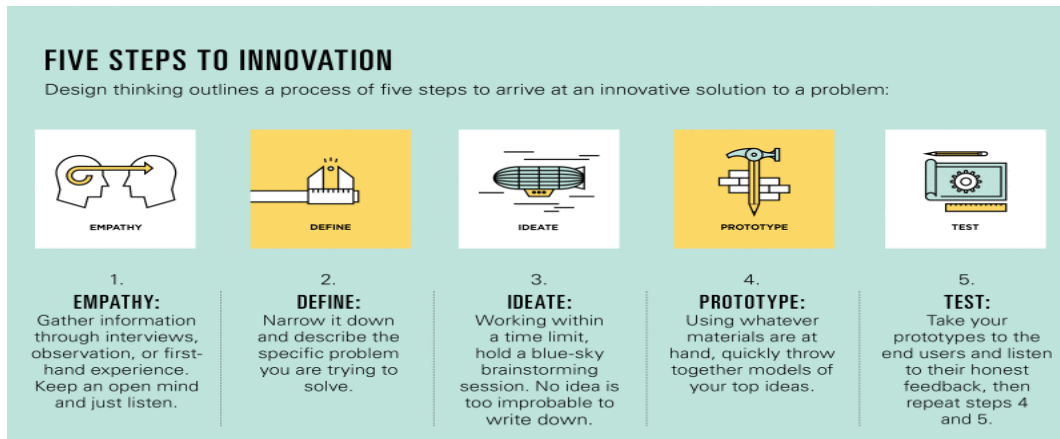 FIVE STEPS TO INNOVATION
Design thinking outlines a process of five steps to arrive at an innovative solution to a problem:
EMPATHY
DEFINE
IDEATE
PROTOTYPE
TEST
1.
EMPATHY:
Gather information
through interviews,
observation, or first-
hand experience.
Keep an open mind
and just listen.
2.
DEFINE:
Narrow it down
and describe the
specific problem
you are trying to
solve.
3.
IDEATE:
Working within
a time limit,
hold a blue-sky
brainstorming
session. No idea is
too improbable to
write down.
4.
PROTOTYPE:
Using whatever
materials are at
hand, quickly throw
together models of
your top ideas.
5.
TEST:
Take your
prototypes to the
end users and listen
to their honest
feedback, then
repeat steps 4
and 5.